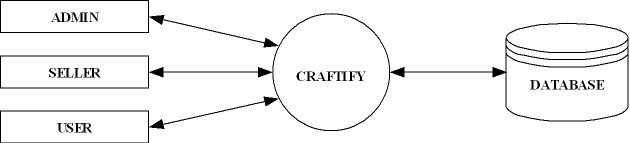 ADMIN
SELLER
USER
CRAFTIFY
DATABASE